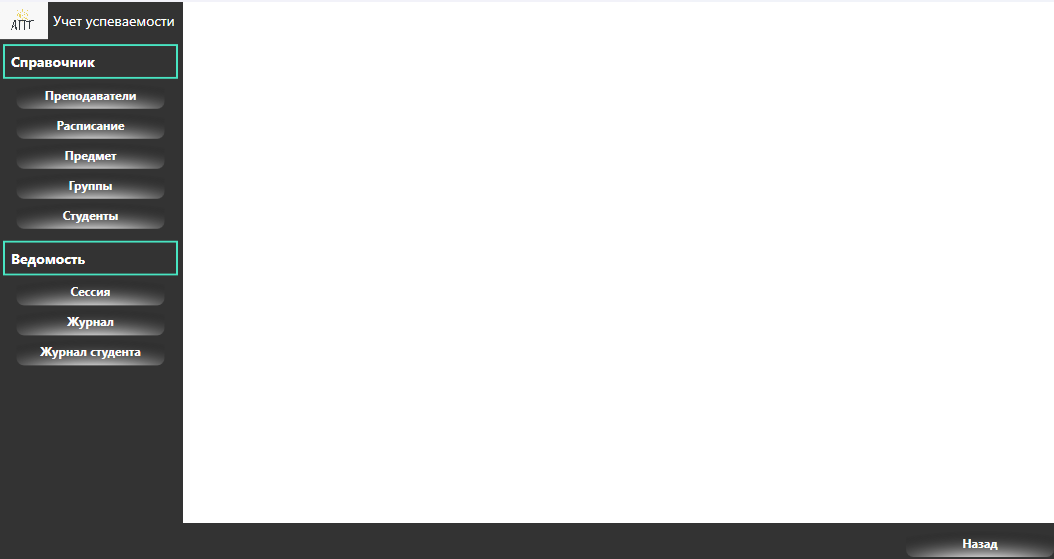 АПТ
Учет успеваемости
Справочник
Преподаватели
Расписание
Предмет
Группы
Студенты
Ведомость
Сессия
Журнал
Журнал студента
Назад